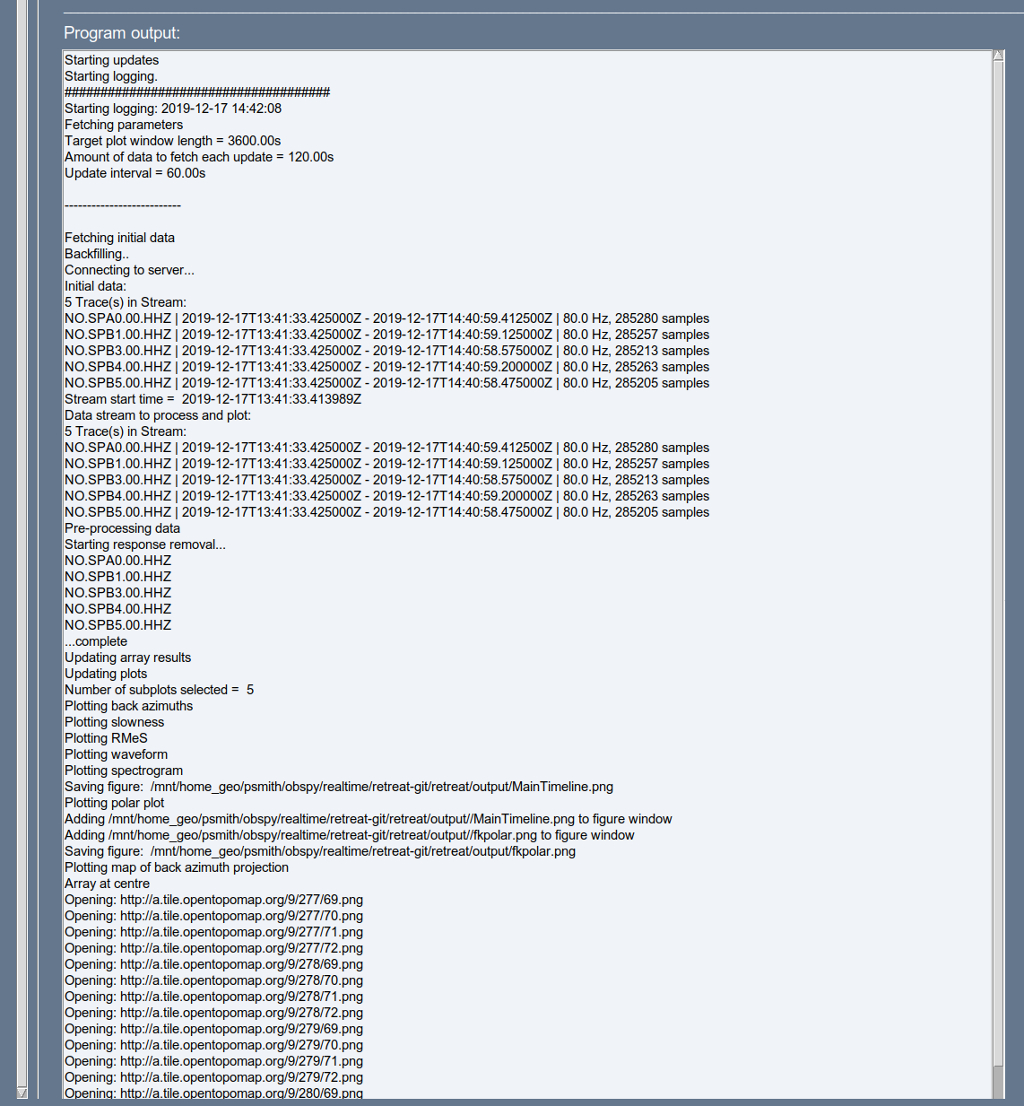 Program output:
Starting updates
Starting logging.
#####################################
Starting logging: 2019-12-17 14:42:08
Fetching parameters
Target plot window length = 3600.00s
Amount of data to fetch each update = 120.00s
Update interval = 60.00s
--------------------------
Fetching initial data
Backfilling..
Connecting to server...
Initial data:
5 Trace(s) in Stream:
NO.SPA0.00.HHZ | 2019-12-17T13:41:33.425000Z - 2019-12-17T14:40:59.412500Z | 80.0 Hz, 285280 samples
NO.SPB1.00.HHZ | 2019-12-17T13:41:33.425000Z - 2019-12-17T14:40:59.125000Z | 80.0 Hz, 285257 samples
NO.SPB3.00.HHZ | 2019-12-17T13:41:33.425000Z - 2019-12-17T14:40:58.575000Z | 80.0 Hz, 285213 samples
NO.SPB4.00.HHZ | 2019-12-17T13:41:33.425000Z - 2019-12-17T14:40:59.200000Z | 80.0 Hz, 285263 samples
NO.SPB5.00.HHZ | 2019-12-17T13:41:33.425000Z - 2019-12-17T14:40:58.475000Z | 80.0 Hz, 285205 samples
Stream start time =  2019-12-17T13:41:33.413989Z
Data stream to process and plot:
5 Trace(s) in Stream:
NO.SPA0.00.HHZ | 2019-12-17T13:41:33.425000Z - 2019-12-17T14:40:59.412500Z | 80.0 Hz, 285280 samples
NO.SPB1.00.HHZ | 2019-12-17T13:41:33.425000Z - 2019-12-17T14:40:59.125000Z | 80.0 Hz, 285257 samples
NO.SPB3.00.HHZ | 2019-12-17T13:41:33.425000Z - 2019-12-17T14:40:58.575000Z | 80.0 Hz, 285213 samples
NO.SPB4.00.HHZ | 2019-12-17T13:41:33.425000Z - 2019-12-17T14:40:59.200000Z | 80.0 Hz, 285263 samples
NO.SPB5.00.HHZ | 2019-12-17T13:41:33.425000Z - 2019-12-17T14:40:58.475000Z | 80.0 Hz, 285205 samples
Pre-processing data
Starting response removal...
NO.SPA0.00.HHZ
NO.SPB1.00.HHZ
NO.SPB3.00.HHZ
NO.SPB4.00.HHZ
NO.SPB5.00.HHZ
...complete
Updating array results
Updating plots
Number of subplots selected =  5
Plotting back azimuths
Plotting slowness
Plotting RMeS
Plotting waveform
Plotting spectrogram
Saving figure:  /mnt/home_geo/psmith/obspy/realtime/retreat-git/retreat/output/MainTimeline.png
Plotting polar plot
Adding /mnt/home_geo/psmith/obspy/realtime/retreat-git/retreat/output//MainTimeline.png to figure window
Adding /mnt/home_geo/psmith/obspy/realtime/retreat-git/retreat/output//fkpolar.png to figure window
Saving figure:  /mnt/home_geo/psmith/obspy/realtime/retreat-git/retreat/output/fkpolar.png
Plotting map of back azimuth projection
Array at centre
Opening: http://a.tile.opentopomap.org/9/277/69.png
Opening: http://a.tile.opentopomap.org/9/277/70.png
Opening: http://a.tile.opentopomap.org/9/277/71.png
Opening: http://a.tile.opentopomap.org/9/277/72.png
Opening: http://a.tile.opentopomap.org/9/278/69.png
Opening: http://a.tile.opentopomap.org/9/278/70.png
Opening: http://a.tile.opentopomap.org/9/278/71.png
Opening: http://a.tile.opentopomap.org/9/278/72.png
Opening: http://a.tile.opentopomap.org/9/279/69.png
Opening: http://a.tile.opentopomap.org/9/279/70.png
Opening: http://a.tile.opentopomap.org/9/279/71.png
Opening: http://a.tile.opentopomap.org/9/279/72.png
Opening: http://a.tile.opentopomap.org/9/280/69.png